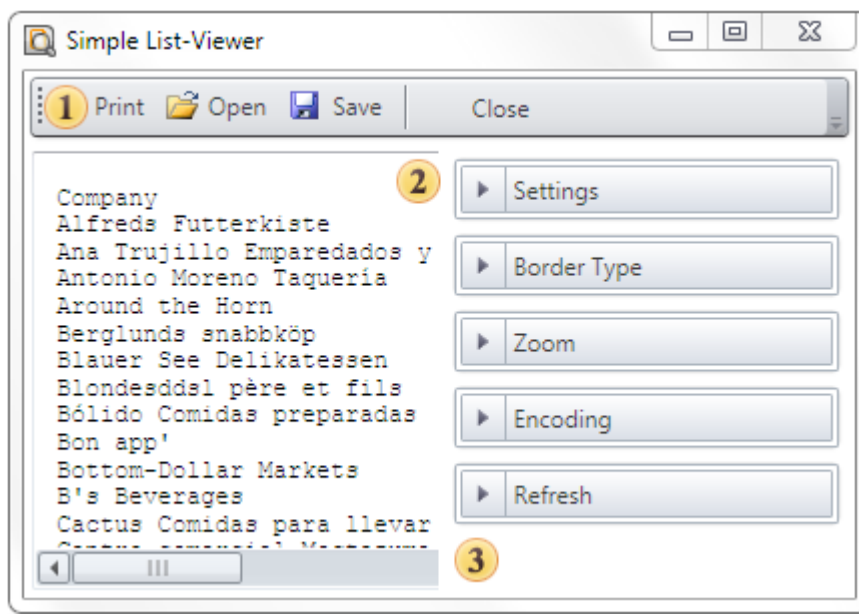 Simple List-Viewer
1 Print Open Save Close
2
Company
Alfreds Futterkiste
Ana Trujillo Emparedados y
Antonio Moreno Taquería
Around the Horn
Berglunds snabbköp
Blauer See Delikatessen
Blondesddsl père et fils
Bólido Comidas preparadas
Bon app'
Bottom-Dollar Markets
B's Beverages
Cactus Comidas para llevar
Settings
Border Type
Zoom
Encoding
Refresh
3